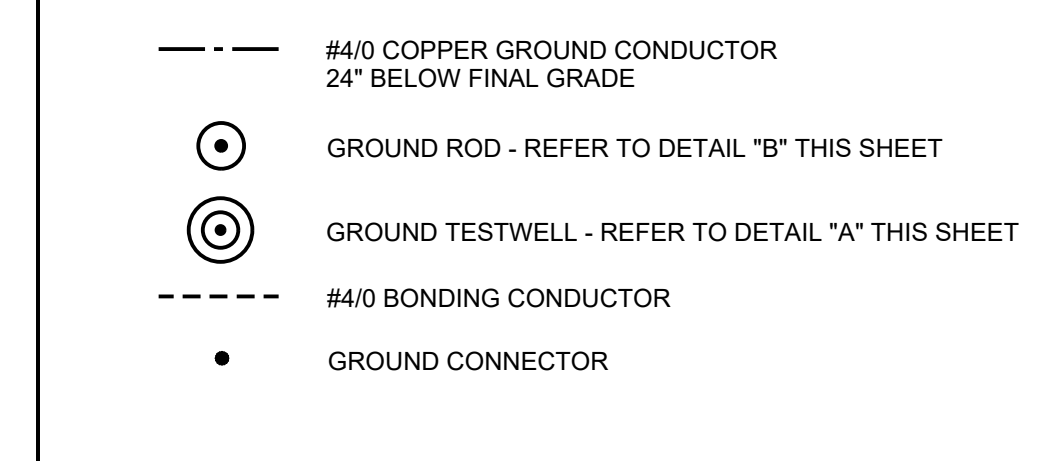 #4/0 COPPER GROUND CONDUCTOR
24" BELOW FINAL GRADE
GROUND ROD - REFER TO DETAIL "B" THIS SHEET
GROUND TESTWELL - REFER TO DETAIL "A" THIS SHEET
#4/0 BONDING CONDUCTOR
GROUND CONNECTOR